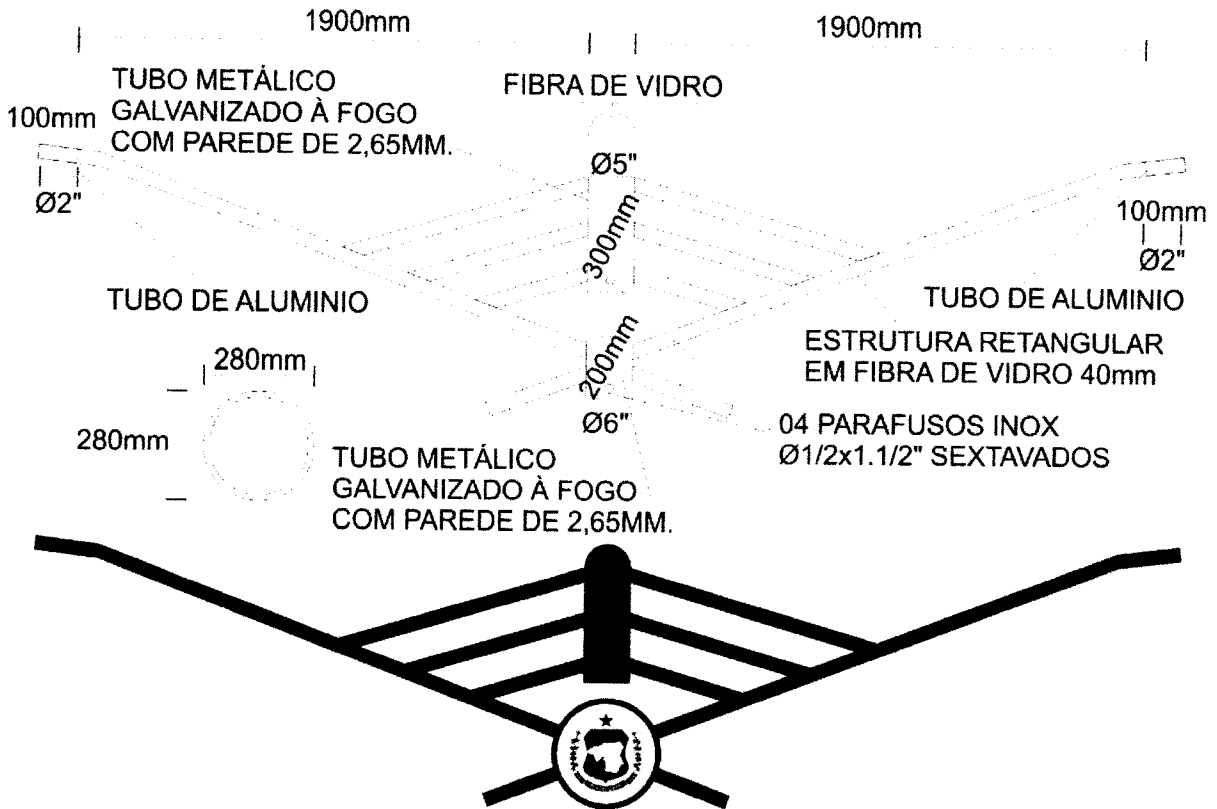 1900mm
1900mm
TUBO METÁLICO
GALVANIZADO À FOGO
COM PAREDE DE 2,65MM.
FIBRA DE VIDRO
100mm
Ø2"
Ø5"
300mm
100mm
Ø2"
TUBO DE ALUMINIO
TUBO DE ALUMINIO
ESTRUTURA RETANGULAR
EM FIBRA DE VIDRO 40mm
280mm
280mm
200mm
Ø6"
04 PARAFUSOS INOX
Ø1/2x1.1/2" SEXTAVADOS
TUBO METÁLICO
GALVANIZADO À FOGO
COM PAREDE DE 2,65MM.